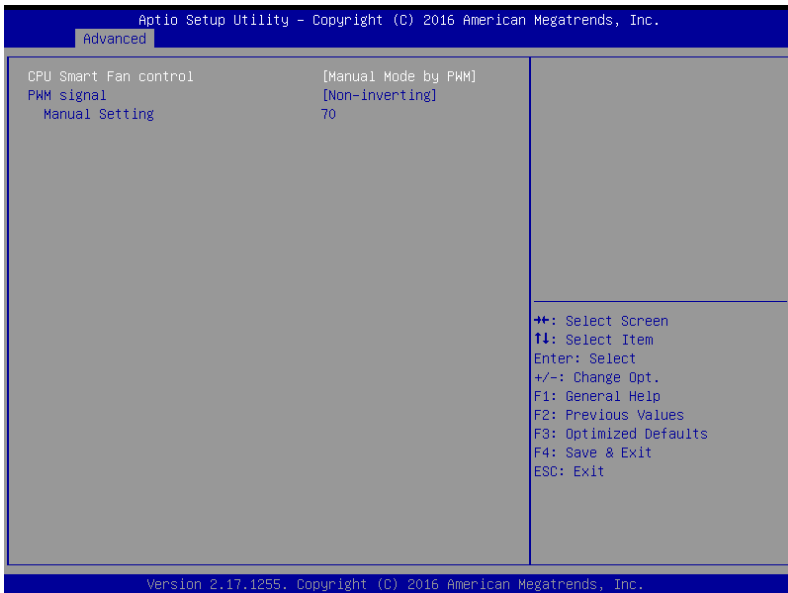 Aptio Setup Utility – Copyright (C) 2016 American Megatrends, Inc.
Advanced
CPU Smart Fan control [Manual Mode by PWM]
PWM signal [Non-inverting]
Manual Setting 70
→←: Select Screen
↑↓: Select Item
Enter: Select
+/-: Change Opt.
F1: General Help
F2: Previous Values
F3: Optimized Defaults
F4: Save & Exit
ESC: Exit
Version 2.17.1255. Copyright (C) 2016 American Megatrends, Inc.